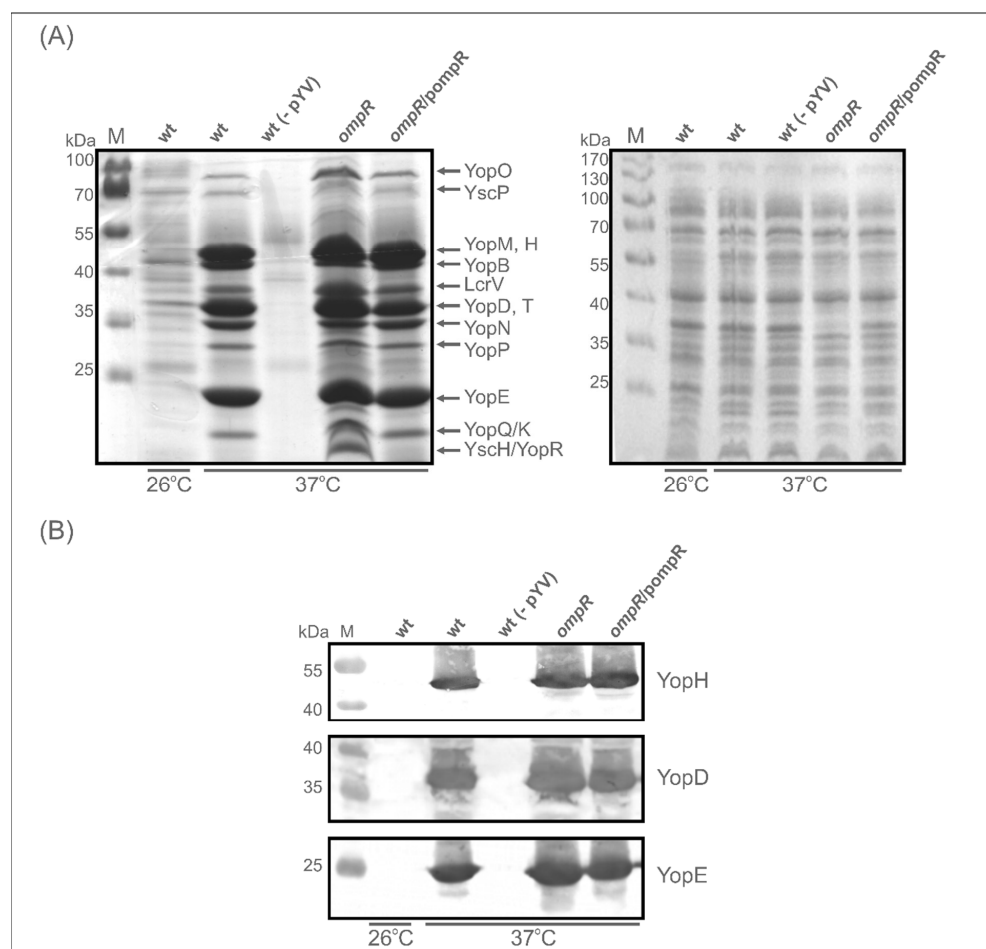 (A)
kDa M wt wt wt (- pYV) ompR ompR/pompR
100
70
55
40
35
25
YopO
YscP
YopM, H
YopB
LcrV
YopD, T
YopN
YopP
YopE
YopQ/K
YscH/YopR
26°C 37°C
kDa M wt wt wt (- pYV) ompR ompR/pompR
170
130
100
70
55
40
35
25
26°C 37°C
(B)
kDa M wt wt wt (- pYV) ompR ompR/pompR
55
40
YopH
40
35
YopD
25
YopE
26°C 37°C